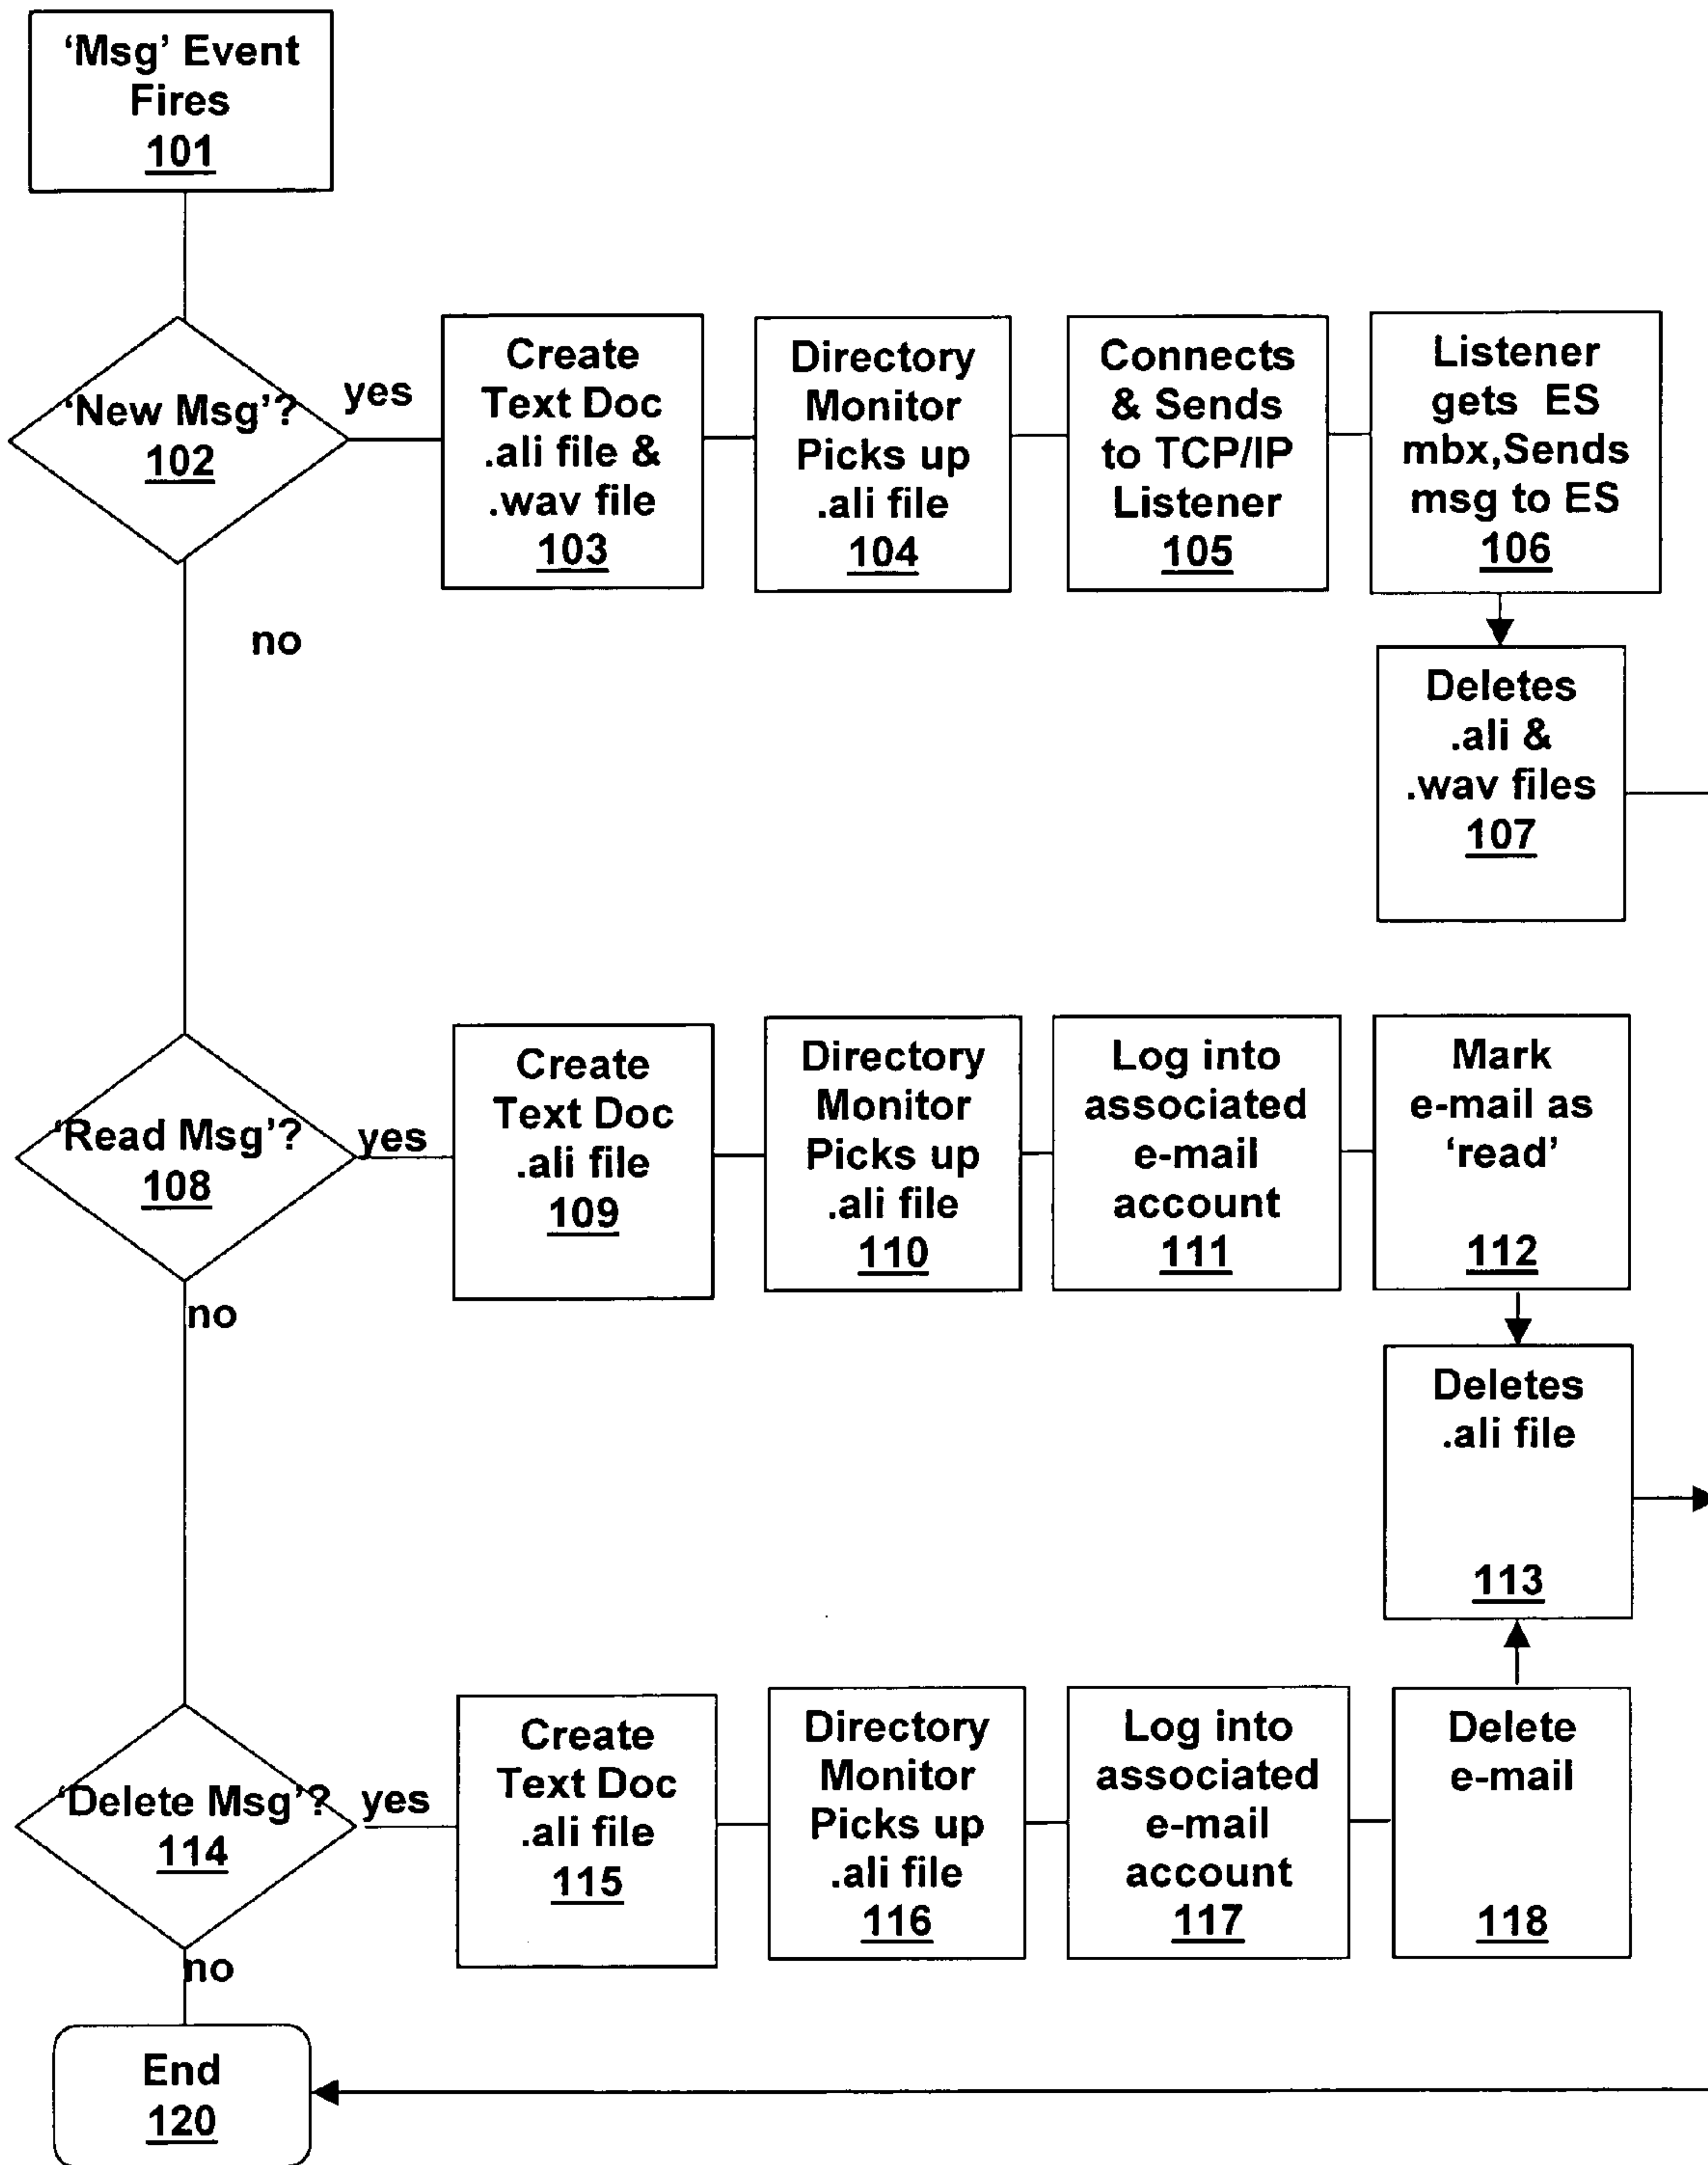 ‘Msg’ Event
Fires
101
‘New Msg’?
102
yes
no
Create
Text Doc
.ali file &
.wav file
103
Directory
Monitor
Picks up
.ali file
104
Connects
& Sends
to TCP/IP
Listener
105
Listener
gets ES
mbx,Sends
msg to ES
106
Deletes
.ali &
.wav files
107
‘Read Msg’?
108
yes
no
Create
Text Doc
.ali file
109
Directory
Monitor
Picks up
.ali file
110
Log into
associated
e-mail
account
111
Mark
e-mail as
‘read’
112
Deletes
.ali file
113
‘Delete Msg’?
114
yes
no
Create
Text Doc
.ali file
115
Directory
Monitor
Picks up
.ali file
116
Log into
associated
e-mail
account
117
Delete
e-mail
118
End
120